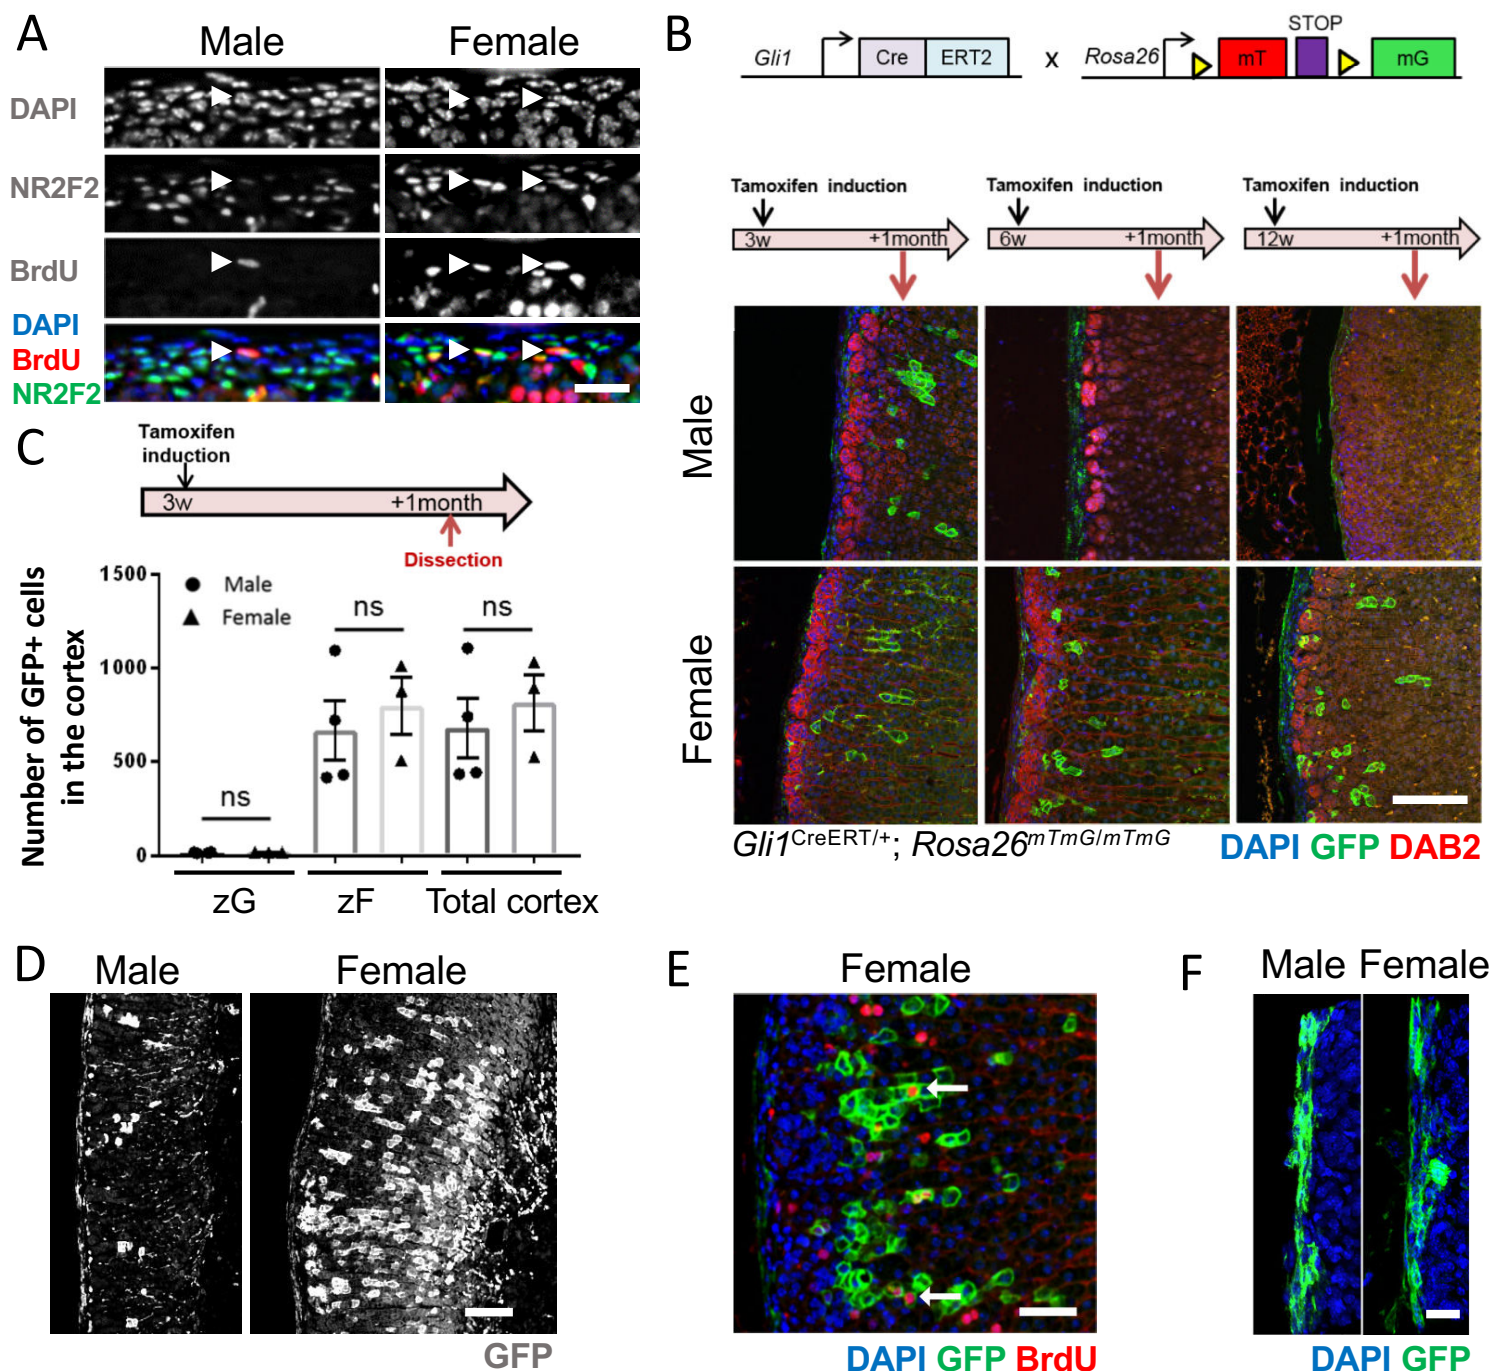 A
Male Female
DAPI
NR2F2
BrdU
DAPI
BrdU
NR2F2
B
Gli1 Cre ERT2 x Rosa26 mT STOP mG
Tamoxifen induction Tamoxifen induction Tamoxifen induction
3w +1month 6w +1month 12w +1month
Male
Female
Gli1CreERT/+; Rosa26mTmG/mTmG
DAPI GFP DAB2
C
Tamoxifen
induction
3w +1month
Dissection
Number of GFP+ cells
in the cortex
1500
1000
500
0
Male
Female
ns ns ns
zG zF Total cortex
D
Male Female
GFP
E
Female
DAPI GFP BrdU
F
Male Female
DAPI GFP